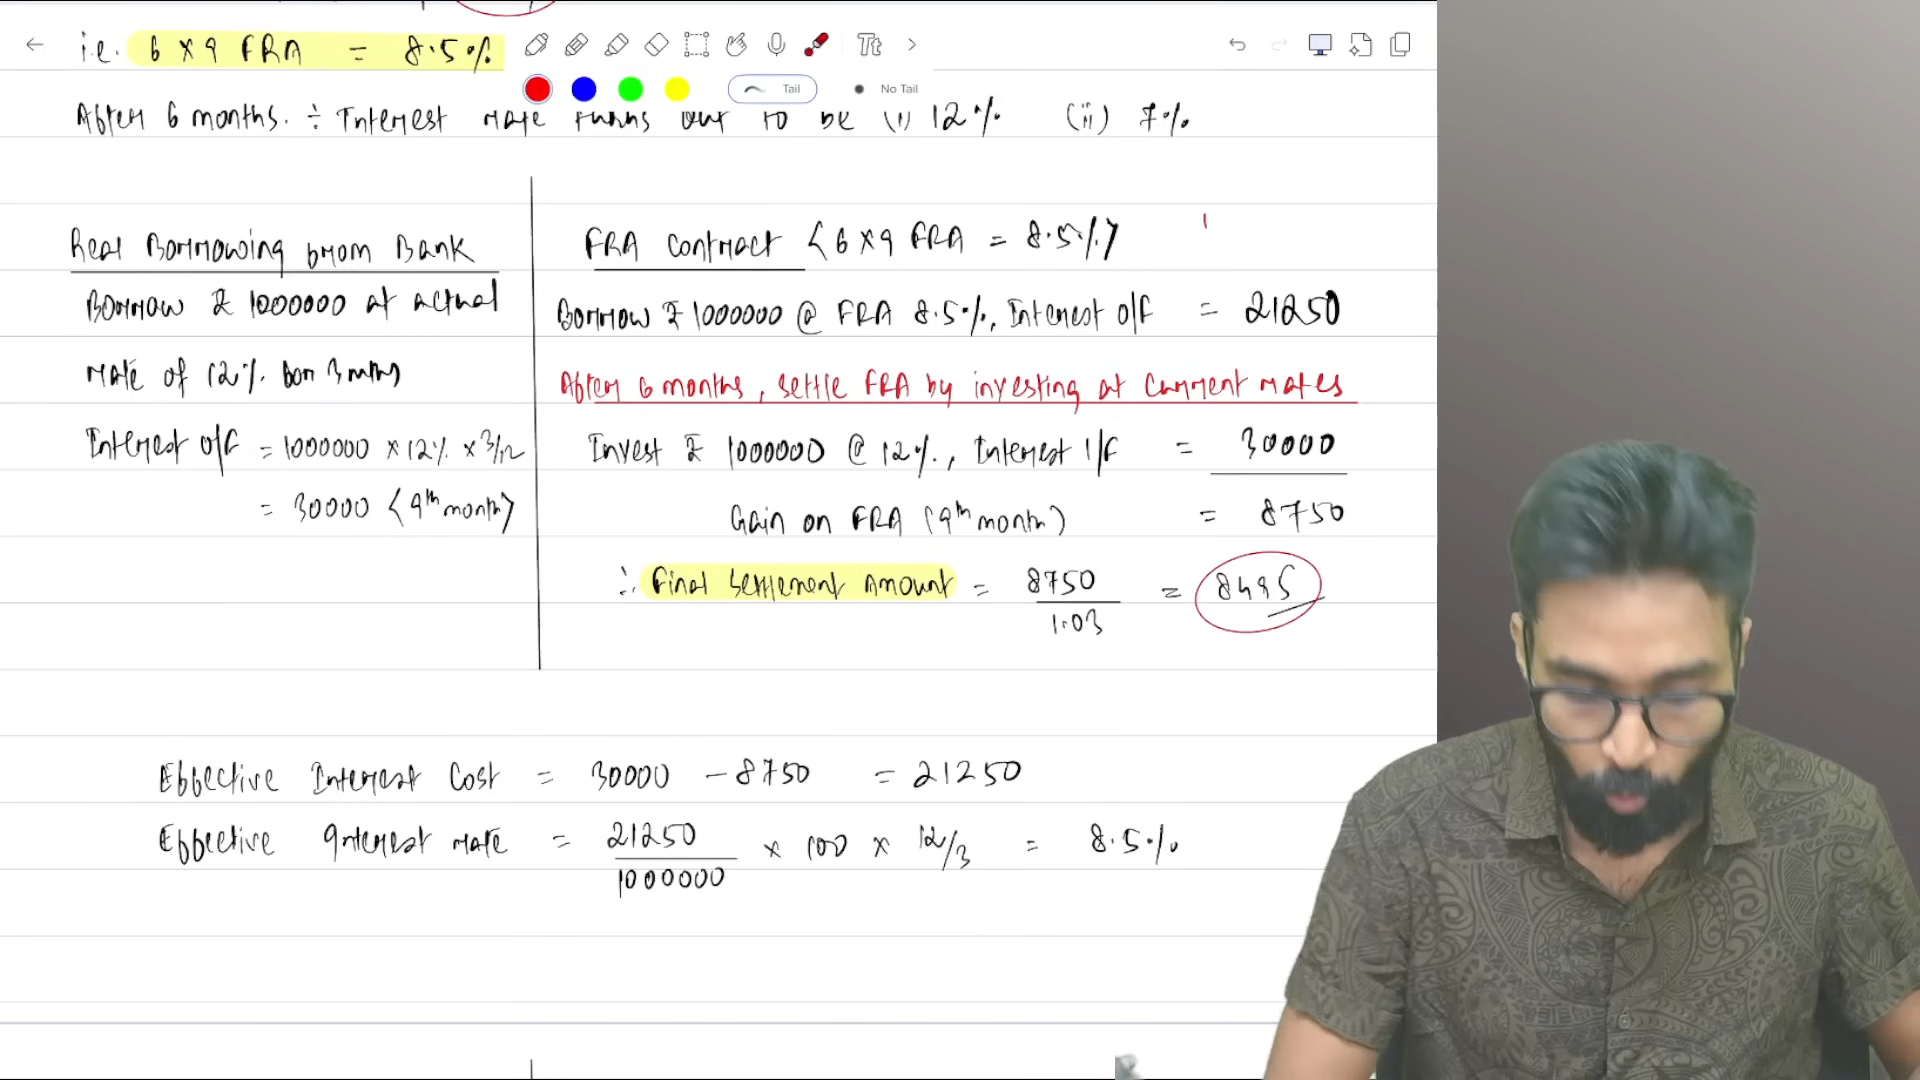 i.e. 6 X 9 FRA = 8.5%
Tt
Tail
No Tail
After 6 months. ÷ Interest rate turns out to be (i) 12% (ii) 7%
Real Borrowing from Bank
Borrow ₹ 1000000 at actual
rate of 12% for 3 mths
Interest o/f = 1000000 × 12% × 3/12
= 30000 <9th month>
FRA Contract <6 X 9 FRA = 8.5%>
Borrow ₹ 1000000 @ FRA 8.5%, Interest o/f = 21250
After 6 months, settle FRA by investing at Current rates
Invest ₹ 1000000 @ 12%, Interest I/F = 30000
Gain on FRA (9th month) = 8750
∴ Final Settlement Amount = 8750/1.03 = 8495
Effective Interest Cost = 30000 - 8750 = 21250
Effective Interest rate = 21250/1000000 × 100 × 12/3 = 8.5%